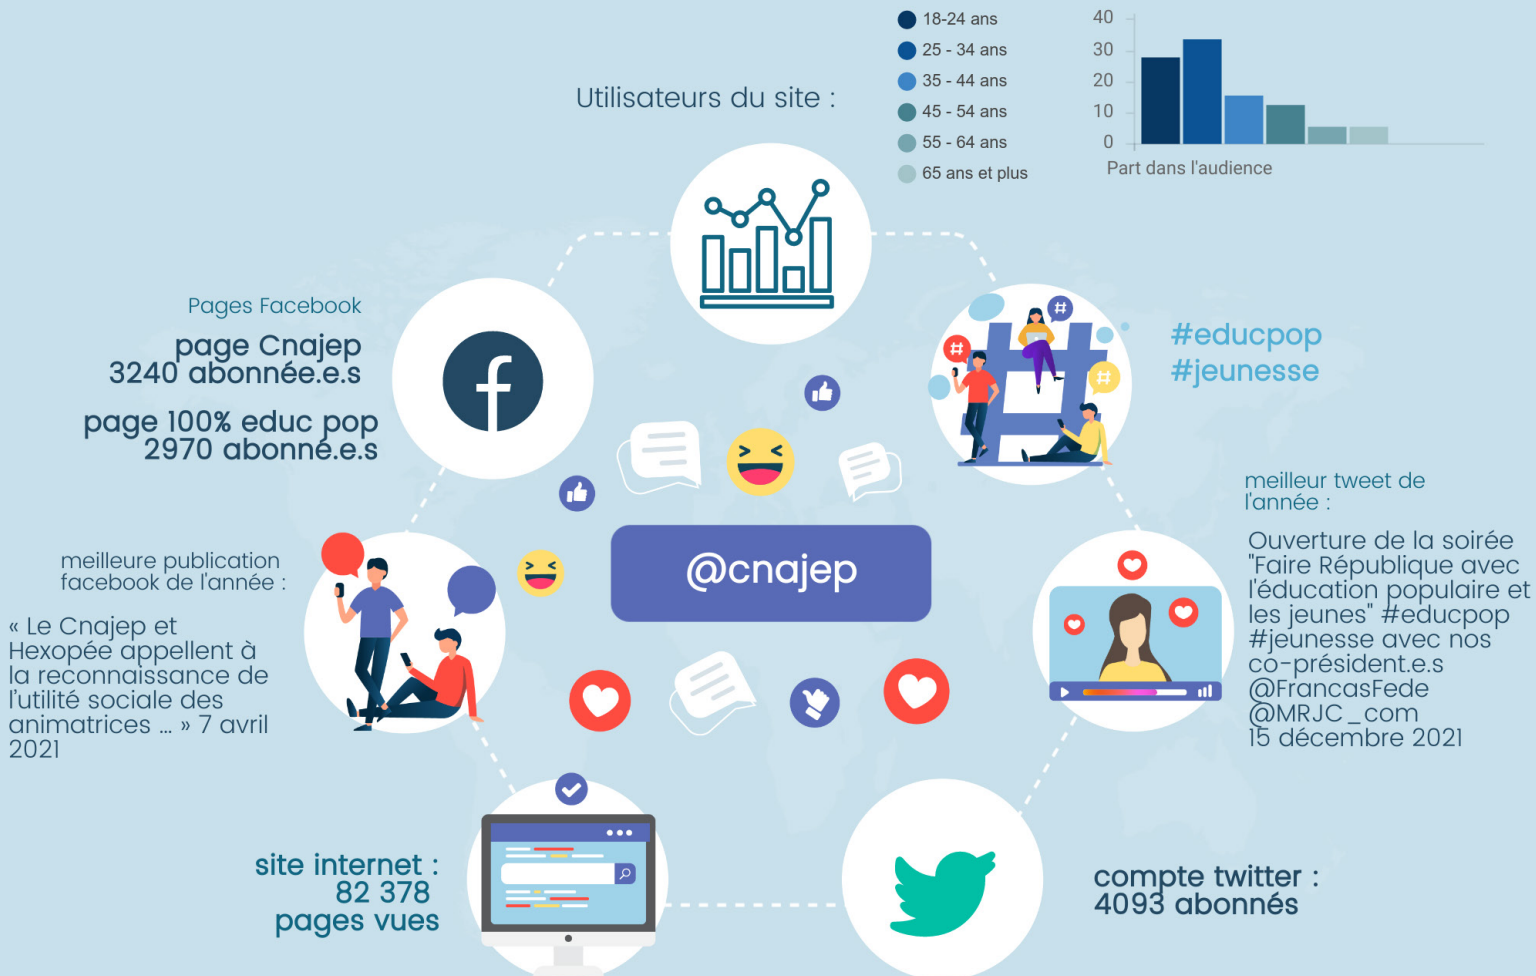 Utilisateurs du site :
18-24 ans
25 - 34 ans
35 - 44 ans
45 - 54 ans
55 - 64 ans
65 ans et plus
40
30
20
10
0
Part dans l'audience
Pages Facebook
page Cnajep
3240 abonnée.e.s
page 100% educ pop
2970 abonné.e.s
#educpop
#jeunesse
meilleur tweet de
l'année :
Ouverture de la soirée
"Faire République avec
l'éducation populaire et
les jeunes" #educpop
#jeunesse avec nos
co-président.e.s
@FrancasFede
@MRJC_com
15 décembre 2021
@cnajep
meilleure publication
facebook de l'année :
« Le Cnajep et
Hexopée appellent à
la reconnaissance de
l'utilité sociale des
animatrices ... » 7 avril
2021
site internet :
82 378
pages vues
compte twitter :
4093 abonnés